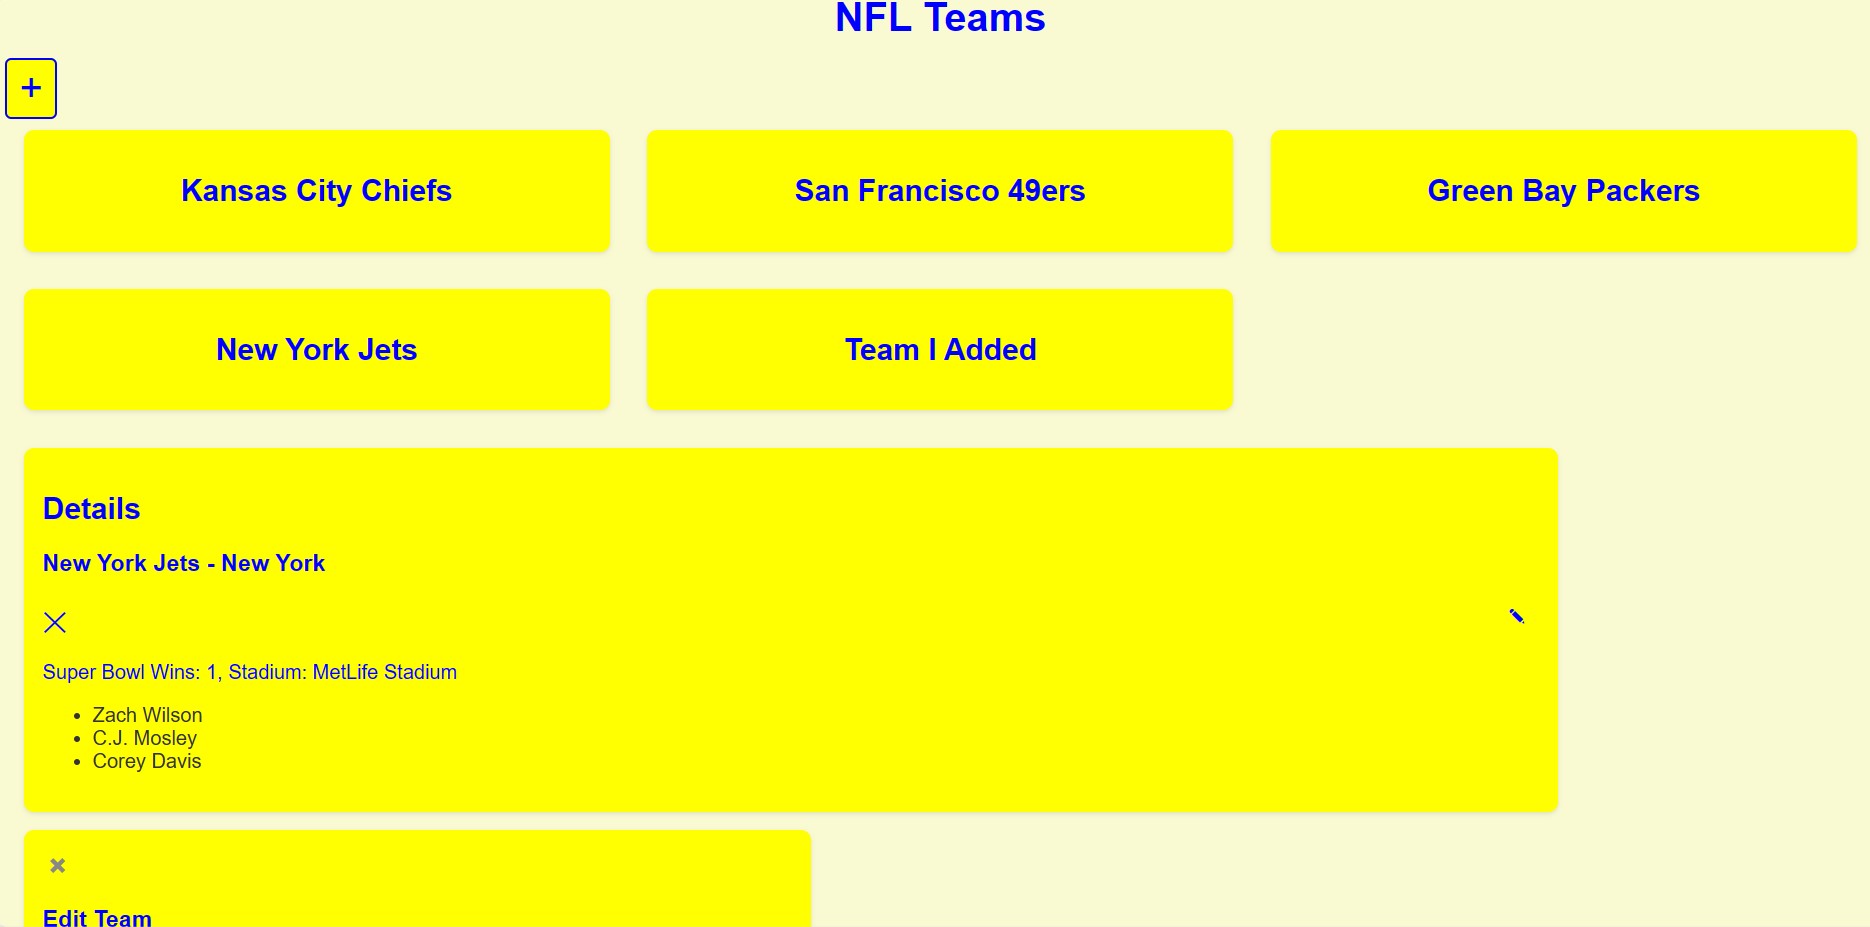 NFL Teams
+
Kansas City Chiefs
San Francisco 49ers
Green Bay Packers
New York Jets
Team I Added
Details
New York Jets - New York
Super Bowl Wins: 1, Stadium: MetLife Stadium
• Zach Wilson
• C.J. Mosley
• Corey Davis
Edit Team